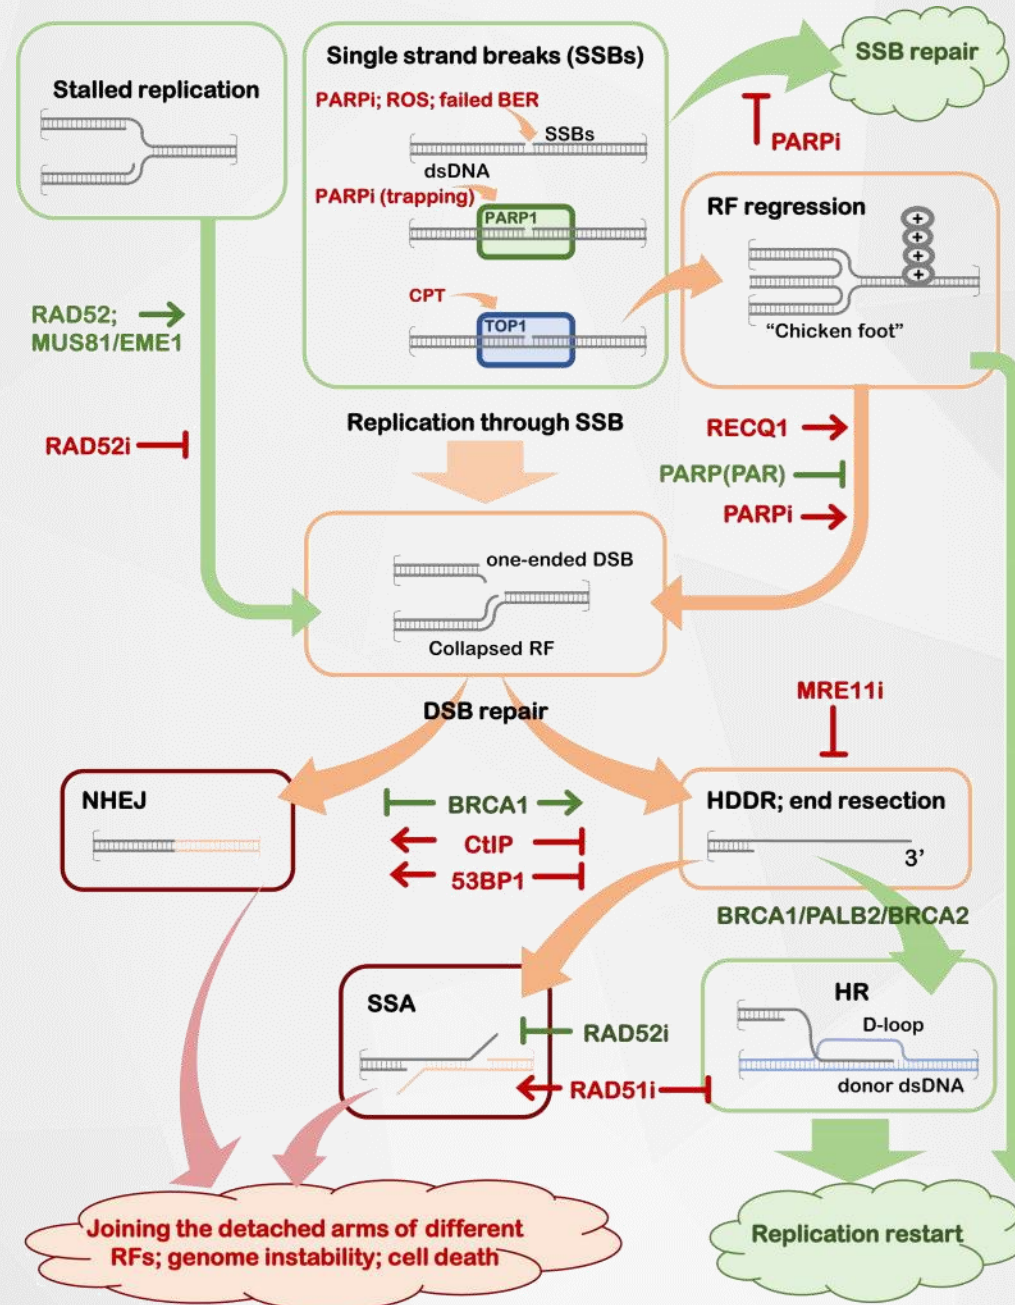 Stalled replication
Single strand breaks (SSBs)
PARPi; ROS; failed BER
SSBs
dsDNA
PARPi (trapping)
PARP1
CPT
TOP1
SSB repair
PARPi
RF regression
+
+
+
+
"Chicken foot"
RAD52;
MUS81/EME1
RAD52i
Replication through SSB
RECQ1
PARP(PAR)
PARPi
one-ended DSB
Collapsed RF
DSB repair
MRE11i
NHEJ
BRCA1
CtIP
53BP1
HDDR; end resection
3'
BRCA1/PALB2/BRCA2
SSA
RAD52i
RAD51i
HR
D-loop
donor dsDNA
Joining the detached arms of different
RFs; genome instability; cell death
Replication restart